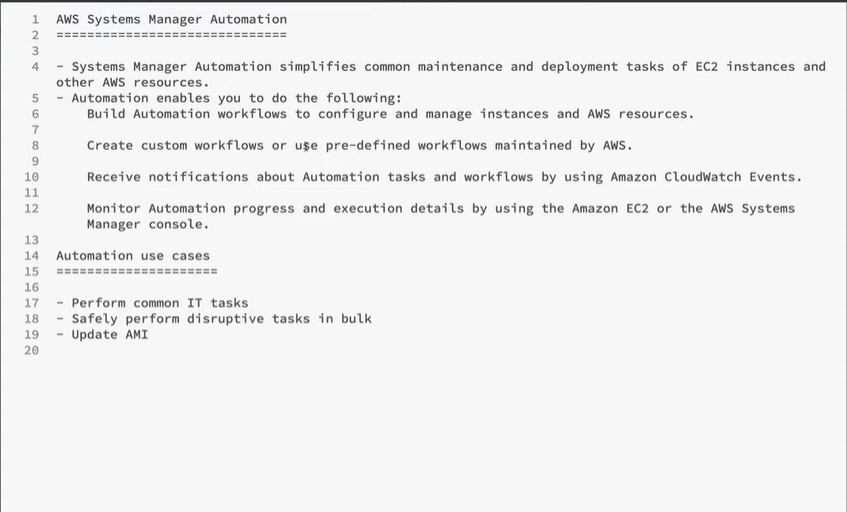 1 AWS Systems Manager Automation
2 ==============================
3
4 - Systems Manager Automation simplifies common maintenance and deployment tasks of EC2 instances and
other AWS resources.
5 - Automation enables you to do the following:
6 Build Automation workflows to configure and manage instances and AWS resources.
7
8 Create custom workflows or use pre-defined workflows maintained by AWS.
9
10 Receive notifications about Automation tasks and workflows by using Amazon CloudWatch Events.
11
12 Monitor Automation progress and execution details by using the Amazon EC2 or the AWS Systems
Manager console.
13
14 Automation use cases
15 =====================
16
17 - Perform common IT tasks
18 - Safely perform disruptive tasks in bulk
19 - Update AMI
20